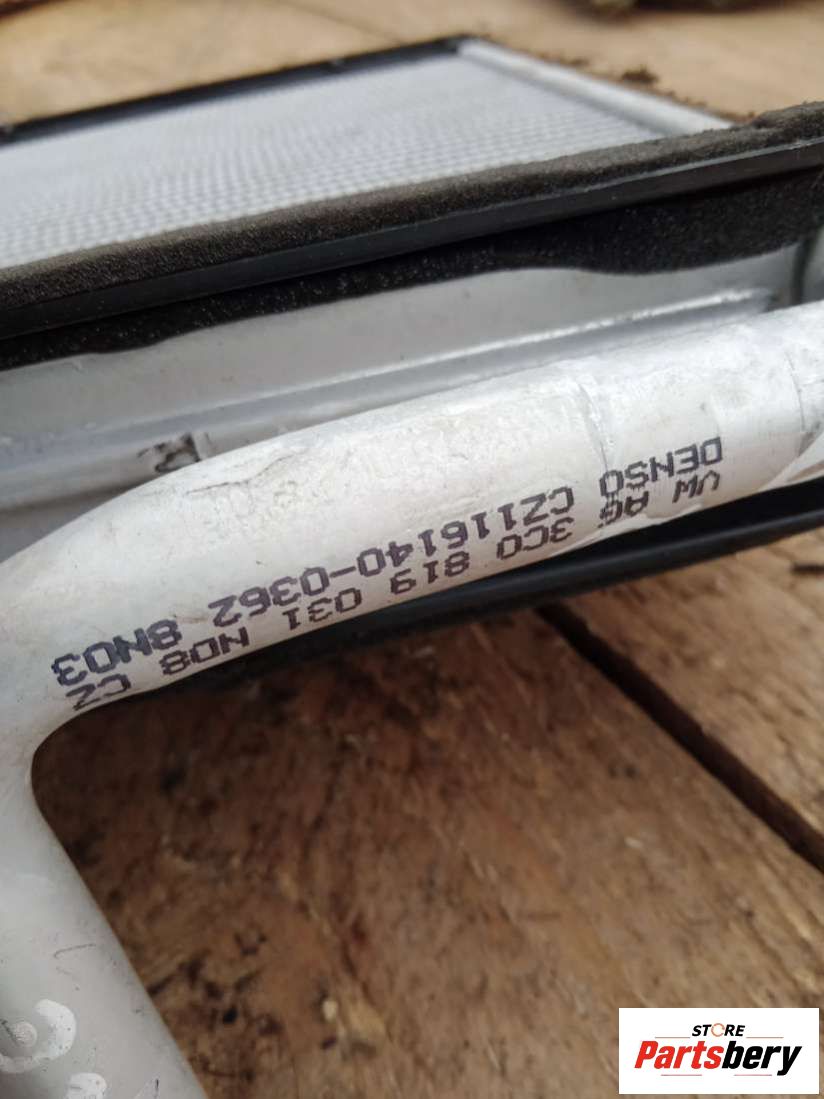 VW AG 3C0 819 031 N08 CZ
DENSO CZ116140-0362 8N03
STORE
Partsbery